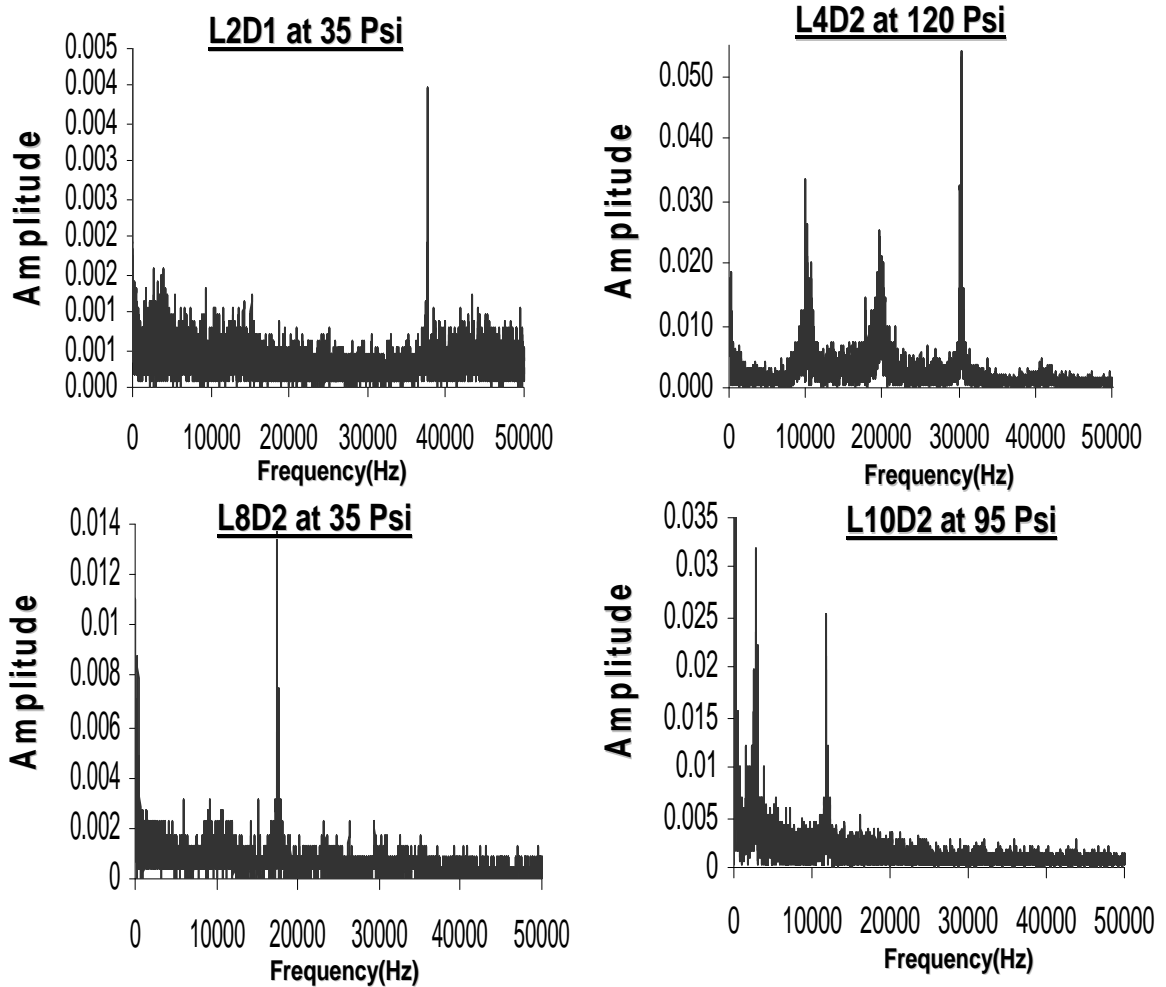 L2D1 at 35 Psi
Amplitude
0.005
0.004
0.004
0.003
0.003
0.002
0.002
0.001
0.001
0.000
0 10000 20000 30000 40000 50000
Frequency(Hz)
L4D2 at 120 Psi
Amplitude
0.050
0.040
0.030
0.020
0.010
0.000
0 10000 20000 30000 40000 50000
Frequency(Hz)
L8D2 at 35 Psi
Amplitude
0.014
0.012
0.01
0.008
0.006
0.004
0.002
0
0 10000 20000 30000 40000 50000
Frequency(Hz)
L10D2 at 95 Psi
Amplitude
0.035
0.03
0.025
0.02
0.015
0.01
0.005
0
0 10000 20000 30000 40000 50000
Frequency(Hz)